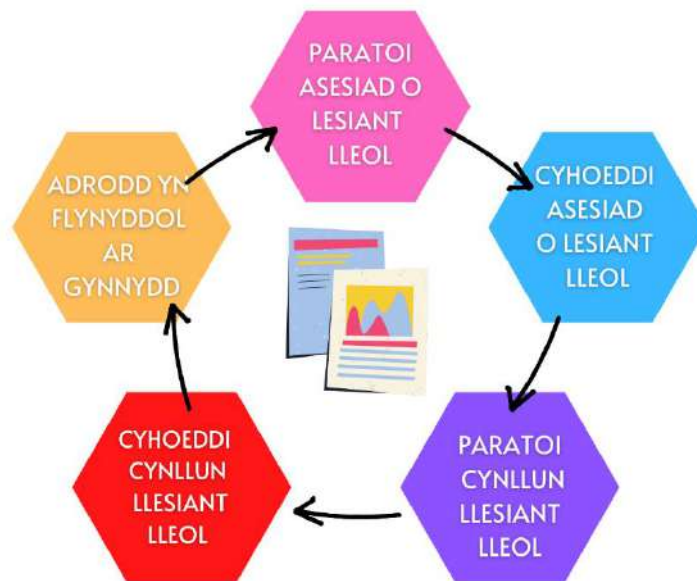 PARATOI
ASESIAD O
LESIANT
LLEOL
CYHOEDDI
ASESIAD
O LESIANT
LLEOL
PARATOI
CYNLLUN
LLESIANT
LLEOL
CYHOEDDI
CYNLLUN
LLESIANT
LLEOL
ADRODD YN
FLYNYDDOL
AR
GYNNYDD